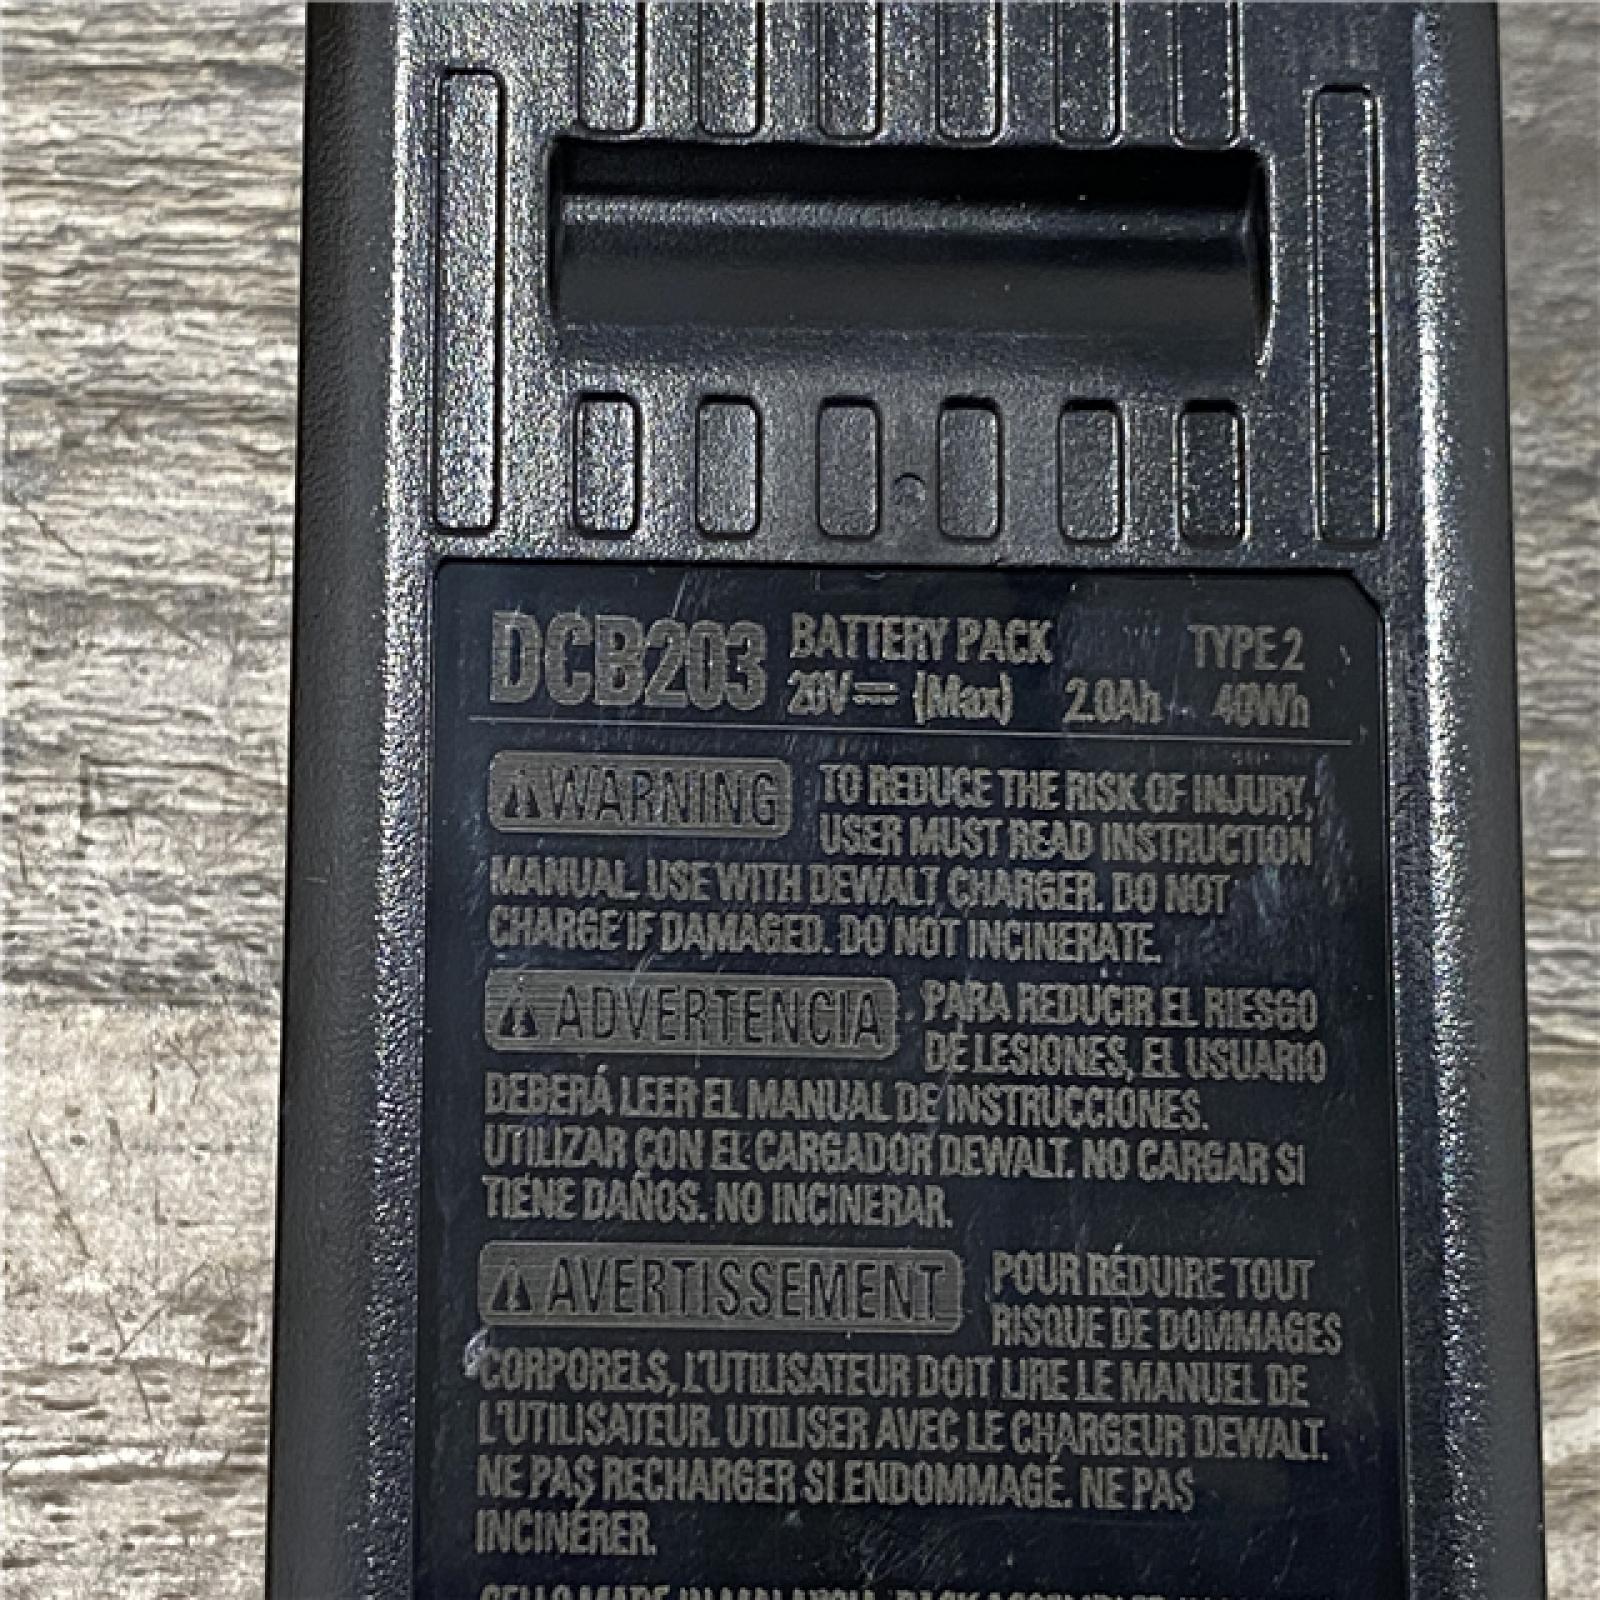 DCB203 BATTERY PACK TYPE 2
20V⎓ (Max) 2.0Ah 40Wh
⚠WARNING TO REDUCE THE RISK OF INJURY,
USER MUST READ INSTRUCTION
MANUAL. USE WITH DEWALT CHARGER. DO NOT
CHARGE IF DAMAGED. DO NOT INCINERATE.
⚠ADVERTENCIA PARA REDUCIR EL RIESGO
DE LESIONES, EL USUARIO
DEBERÁ LEER EL MANUAL DE INSTRUCCIONES.
UTILIZAR CON EL CARGADOR DEWALT. NO CARGAR SI
TIENE DAÑOS. NO INCINERAR.
⚠AVERTISSEMENT POUR RÉDUIRE TOUT
RISQUE DE DOMMAGES
CORPORELS, L'UTILISATEUR DOIT LIRE LE MANUEL DE
L'UTILISATEUR. UTILISER AVEC LE CHARGEUR DEWALT.
NE PAS RECHARGER SI ENDOMMAGÉ. NE PAS
INCINÉRER.